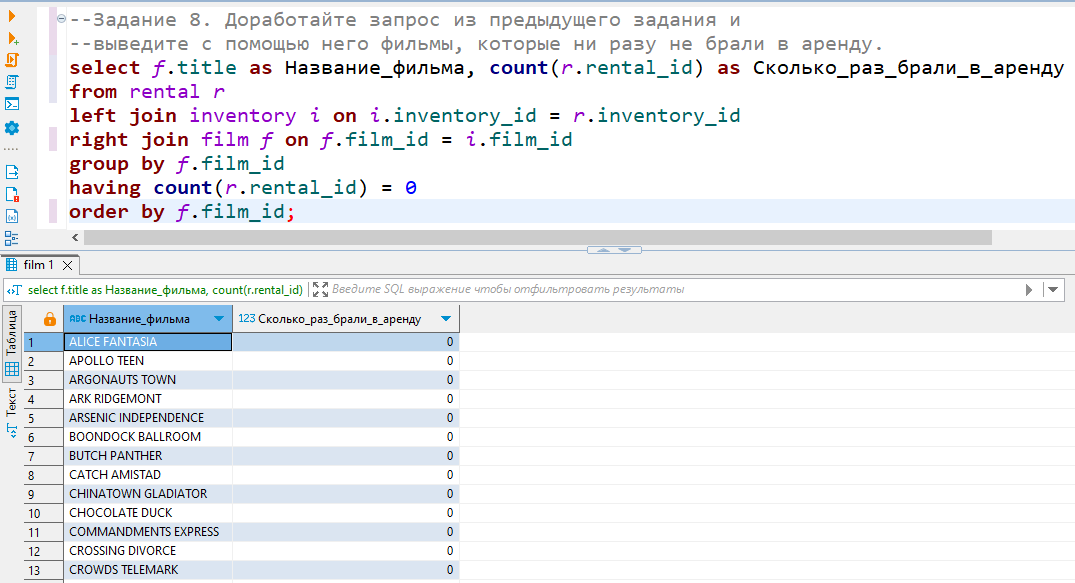 --Задание 8. Доработайте запрос из предыдущего задания и
--выведите с помощью него фильмы, которые ни разу не брали в аренду.
select f.title as Название_фильма, count(r.rental_id) as Сколько_раз_брали_в_аренду
from rental r
left join inventory i on i.inventory_id = r.inventory_id
right join film f on f.film_id = i.film_id
group by f.film_id
having count(r.rental_id) = 0
order by f.film_id;
film 1
select f.title as Название_фильма, count(r.rental_id)
Введите SQL выражение чтобы отфильтровать результаты
Таблица
Текст
ABC Название_фильма 123 Сколько_раз_брали_в_аренду
1 ALICE FANTASIA 0
2 APOLLO TEEN 0
3 ARGONAUTS TOWN 0
4 ARK RIDGEMONT 0
5 ARSENIC INDEPENDENCE 0
6 BOONDOCK BALLROOM 0
7 BUTCH PANTHER 0
8 CATCH AMISTAD 0
9 CHINATOWN GLADIATOR 0
10 CHOCOLATE DUCK 0
11 COMMANDMENTS EXPRESS 0
12 CROSSING DIVORCE 0
13 CROWDS TELEMARK 0